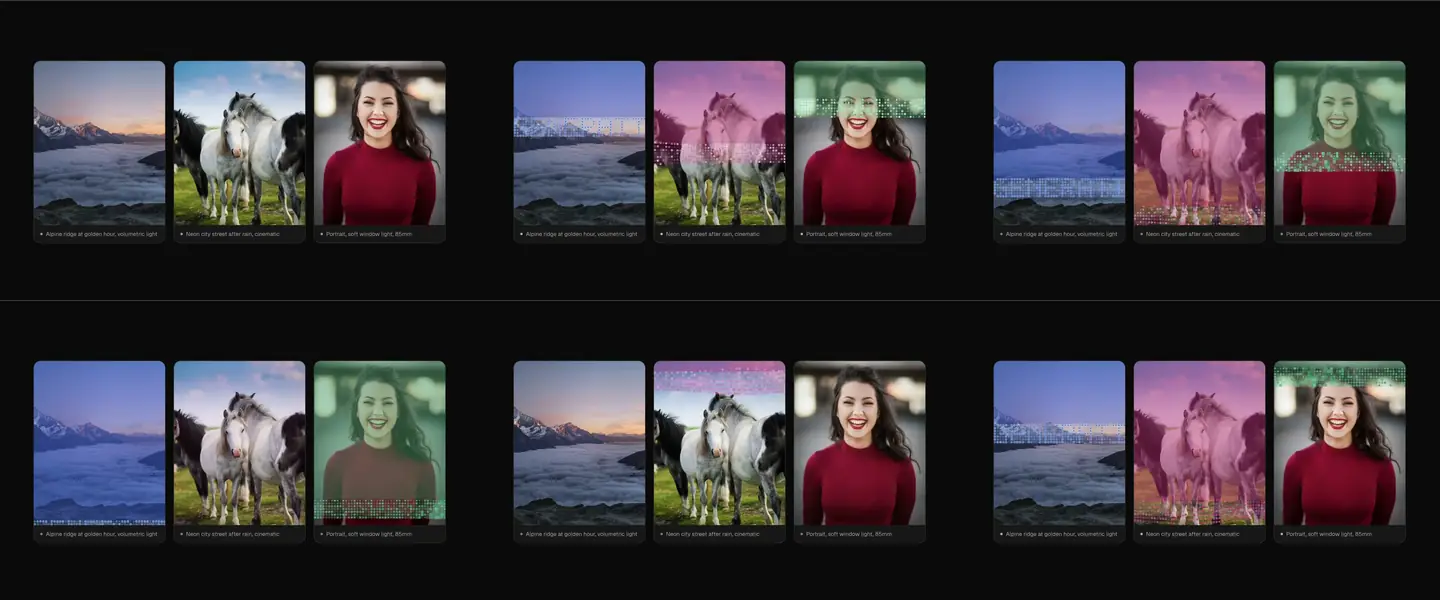 Alpine ridge at golden hour, volumetric light
Neon city street after rain, cinematic
Portrait, soft window light, 85mm
Alpine ridge at golden hour, volumetric light
Neon city street after rain, cinematic
Portrait, soft window light, 85mm
Alpine ridge at golden hour, volumetric light
Neon city street after rain, cinematic
Portrait, soft window light, 85mm
Alpine ridge at golden hour, volumetric light
Neon city street after rain, cinematic
Portrait, soft window light, 85mm
Alpine ridge at golden hour, volumetric light
Neon city street after rain, cinematic
Portrait, soft window light, 85mm
Alpine ridge at golden hour, volumetric light
Neon city street after rain, cinematic
Portrait, soft window light, 85mm